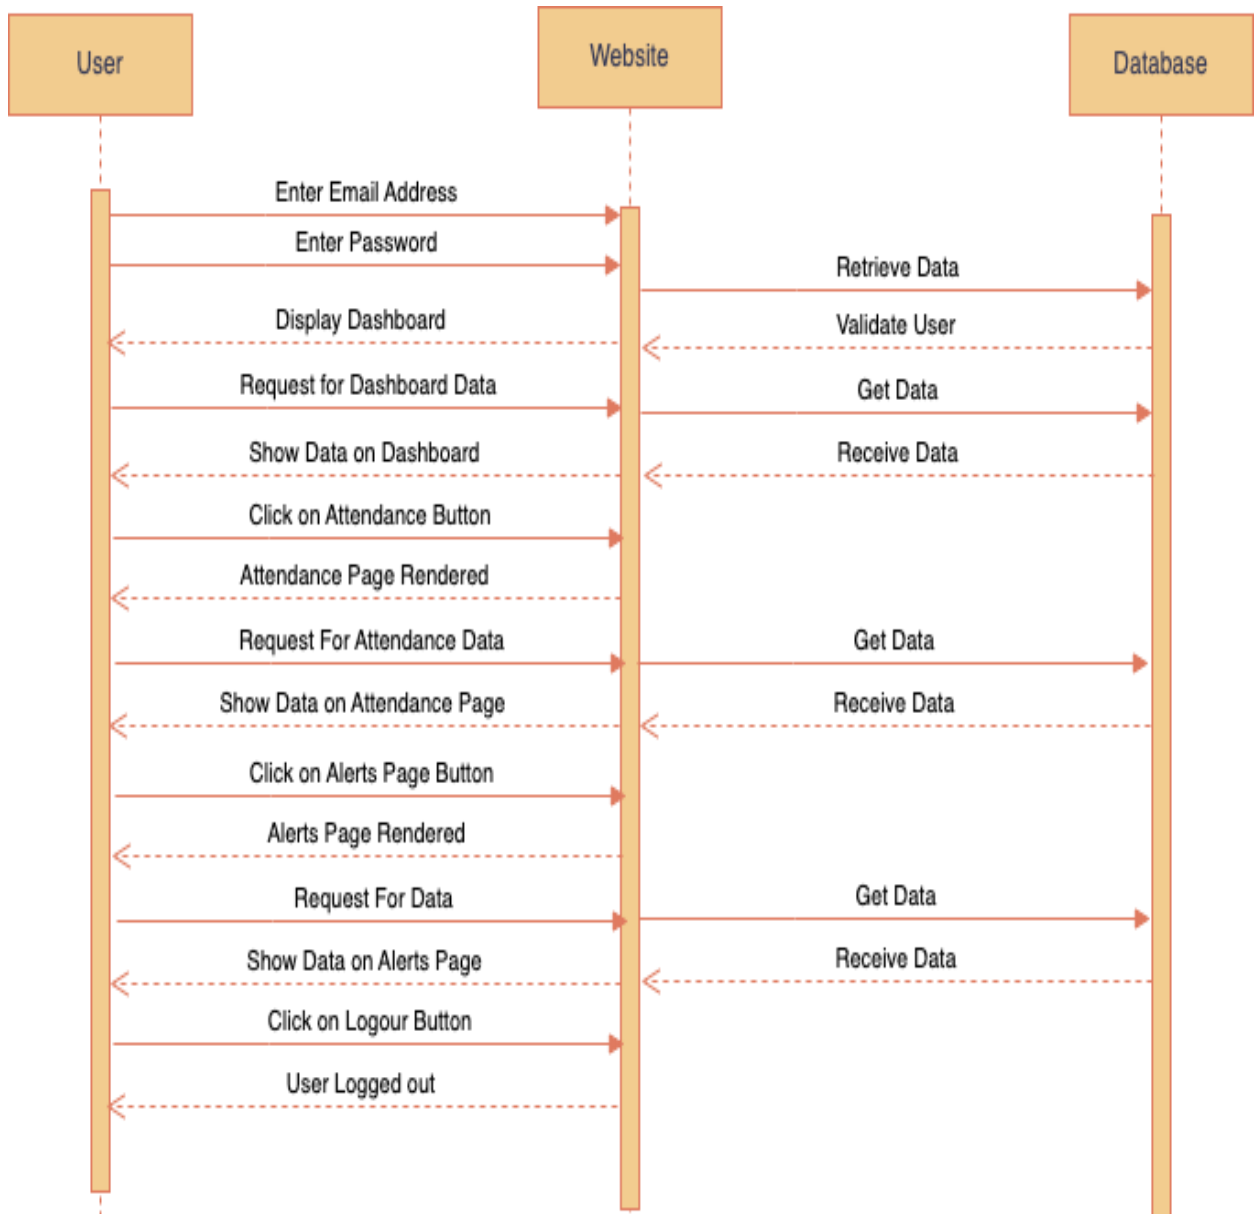 User
Website
Database
Enter Email Address
Enter Password
Retrieve Data
Display Dashboard
Validate User
Request for Dashboard Data
Get Data
Show Data on Dashboard
Receive Data
Click on Attendance Button
Attendance Page Rendered
Request For Attendance Data
Get Data
Show Data on Attendance Page
Receive Data
Click on Alerts Page Button
Alerts Page Rendered
Request For Data
Get Data
Show Data on Alerts Page
Receive Data
Click on Logour Button
User Logged out